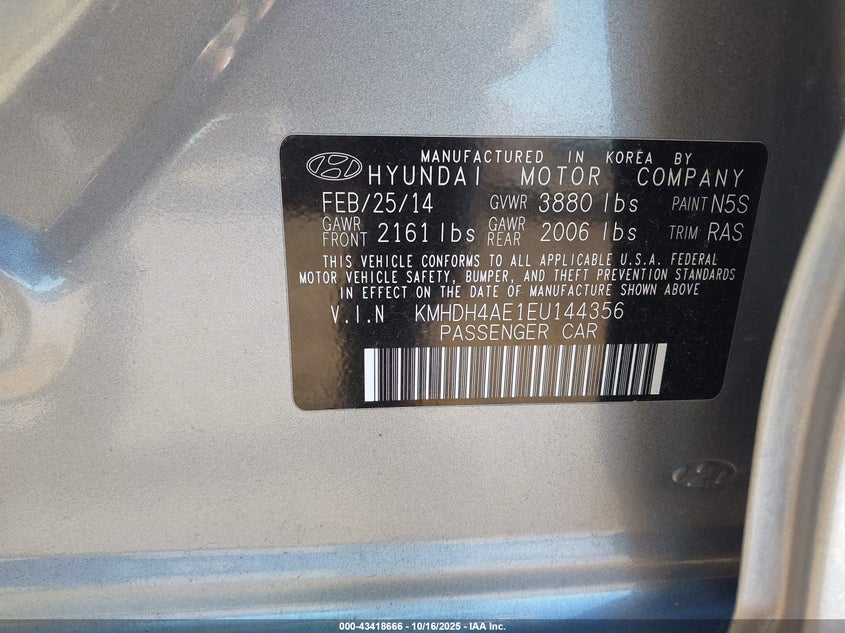 MANUFACTURED IN KOREA BY
HYUNDAI MOTOR COMPANY
FEB/25/14 GVWR 3880 lbs PAINT N5S
GAWR FRONT 2161 lbs GAWR REAR 2006 lbs TRIM RAS
THIS VEHICLE CONFORMS TO ALL APPLICABLE U.S.A. FEDERAL
MOTOR VEHICLE SAFETY, BUMPER, AND THEFT PREVENTION STANDARDS
IN EFFECT ON THE DATE OF MANUFACTURE SHOWN ABOVE
V.I.N KMHDH4AE1EU144356
PASSENGER CAR
000-43418666 - 10/16/2025 - IAA Inc.